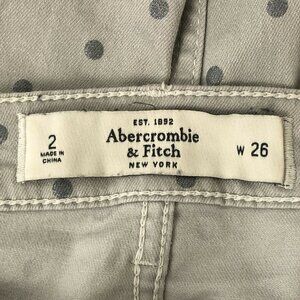 EST. 1892
2 Abercrombie W 26
MADE IN & Fitch
CHINA NEW YORK